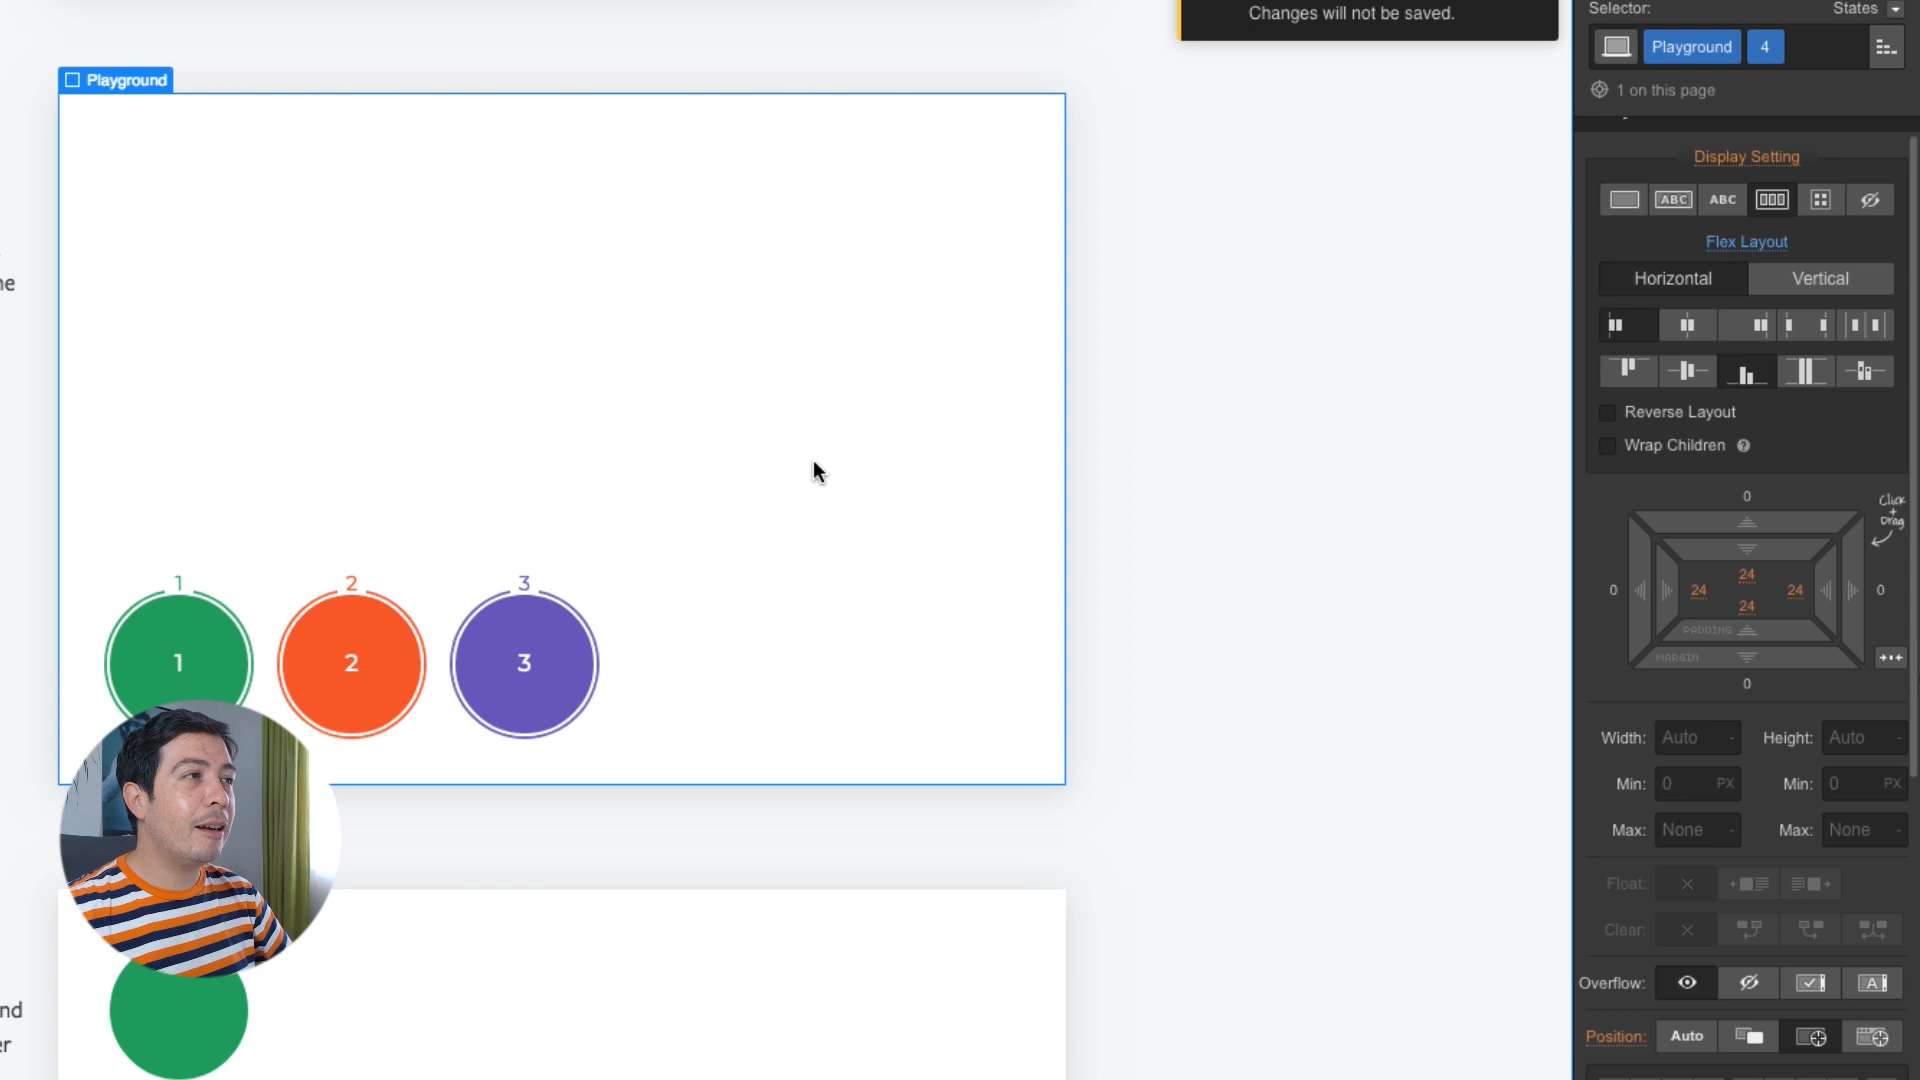 Changes will not be saved.
Selector:
States
Playground
4
1 on this page
Playground
ne
Display Setting
ABC
ABC
Flex Layout
Horizontal
Vertical
Reverse Layout
Wrap Children ?
0
Click
+
Drag
24
0
24
24
0
24
PADDING
MARGIN
0
1
2
3
1
2
3
Width:
Auto
-
Height:
Auto
-
Min:
0
PX
Min:
0
PX
Max:
None
-
Max:
None
-
Float:
Clear:
Overflow:
A
nd
er
Position:
Auto